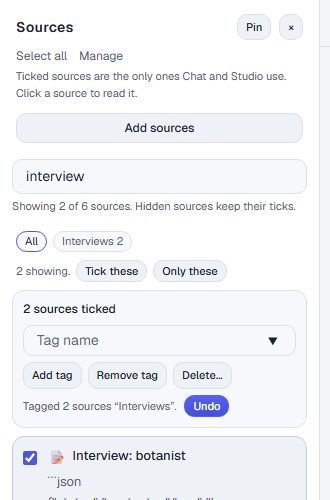 Sources
Pin
×
Select all Manage
Ticked sources are the only ones Chat and Studio use.
Click a source to read it.
Add sources
interview
Showing 2 of 6 sources. Hidden sources keep their ticks.
All Interviews 2
2 showing. Tick these Only these
2 sources ticked
Tag name
Add tag Remove tag Delete...
Tagged 2 sources “Interviews”. Undo
Interview: botanist
```json